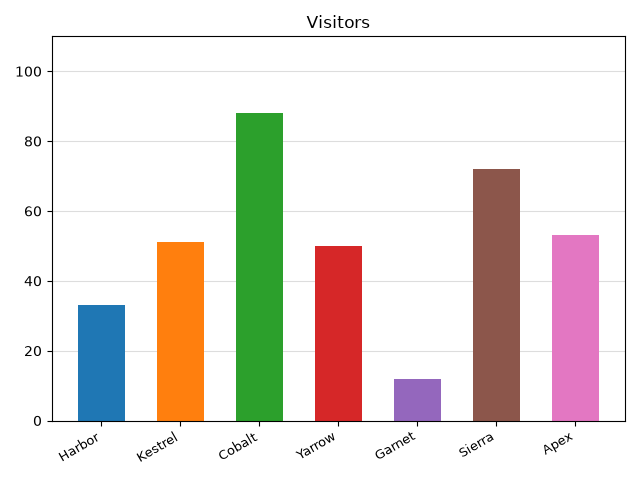 Visitors
100
80
60
40
20
0
Harbor
Kestrel
Cobalt
Yarrow
Garnet
Sierra
Apex